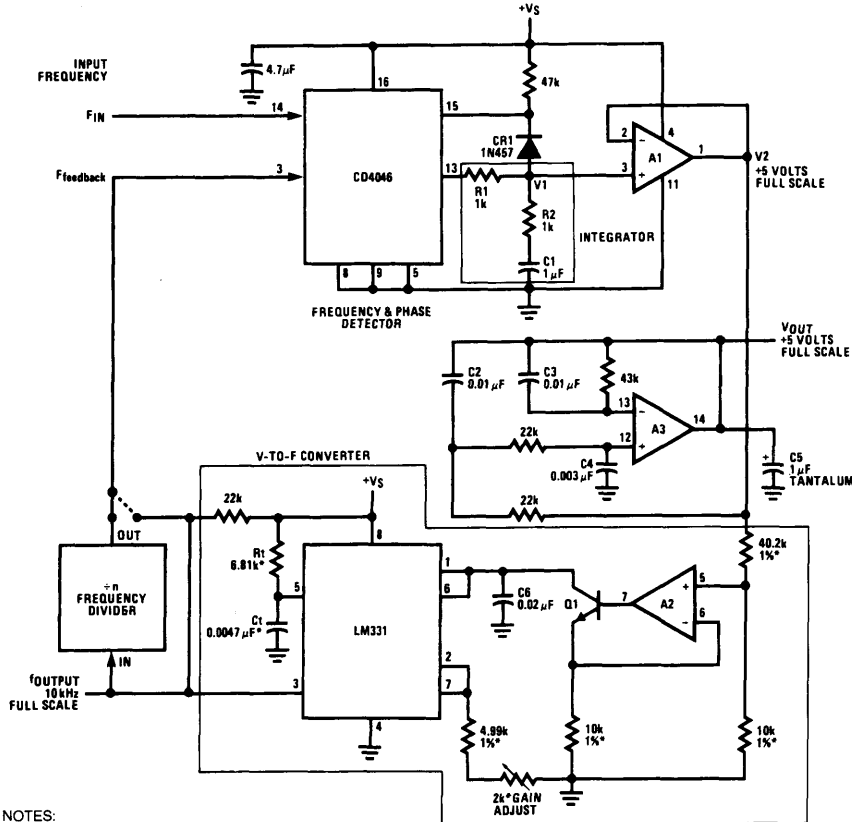 +VS
INPUT
FREQUENCY
4.7μF
16
47k
FIN
14
15
CR1
1N457
2
−
4
A1
1
V2
+5 VOLTS
FULL SCALE
3
+
11
Ffeedback
3
CD4046
13
R1
1k
V1
R2
1k
INTEGRATOR
C1
1μF
8
9
5
FREQUENCY & PHASE
DETECTOR
VOUT
+5 VOLTS
FULL SCALE
C2
0.01μF
C3
0.01μF
43k
13
−
A3
14
12
+
22k
C4
0.003μF
+
C5
1μF
TANTALUM
V-TO-F CONVERTER
22k
+VS
22k
OUT
8
40.2k
1%*
Rt
6.81k*
1
6
5
Ct
0.0047μF*
C6
0.02μF
Q1
7
A2
+
5
−
6
÷n
FREQUENCY
DIVIDER
LM331
IN
2
7
fOUTPUT
10kHz
FULL SCALE
3
4
4.99k
1%*
10k
1%*
10k
1%*
2k* GAIN
ADJUST
NOTES: